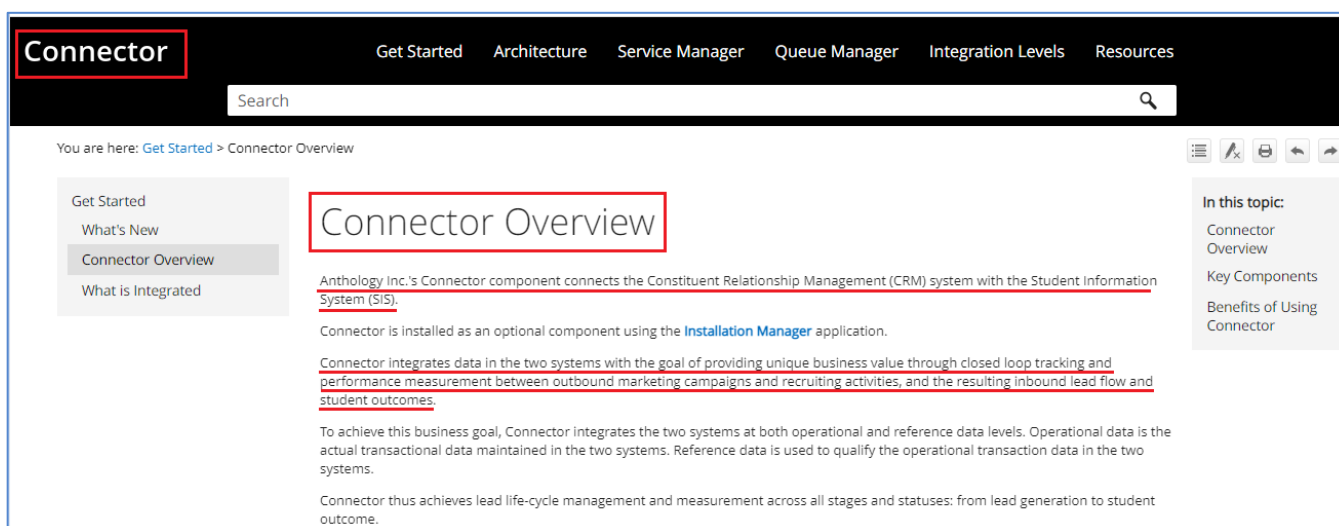 Connector
Get Started Architecture Service Manager Queue Manager Integration Levels Resources
Search
You are here: Get Started > Connector Overview
Get Started
What's New
Connector Overview
What is Integrated
Connector Overview
Anthology Inc.'s Connector component connects the Constituent Relationship Management (CRM) system with the Student Information
System (SIS).
Connector is installed as an optional component using the Installation Manager application.
Connector integrates data in the two systems with the goal of providing unique business value through closed loop tracking and
performance measurement between outbound marketing campaigns and recruiting activities, and the resulting inbound lead flow and
student outcomes.
To achieve this business goal, Connector integrates the two systems at both operational and reference data levels. Operational data is the
actual transactional data maintained in the two systems. Reference data is used to qualify the operational transaction data in the two
systems.
Connector thus achieves lead life-cycle management and measurement across all stages and statuses: from lead generation to student
outcome.
In this topic:
Connector
Overview
Key Components
Benefits of Using
Connector